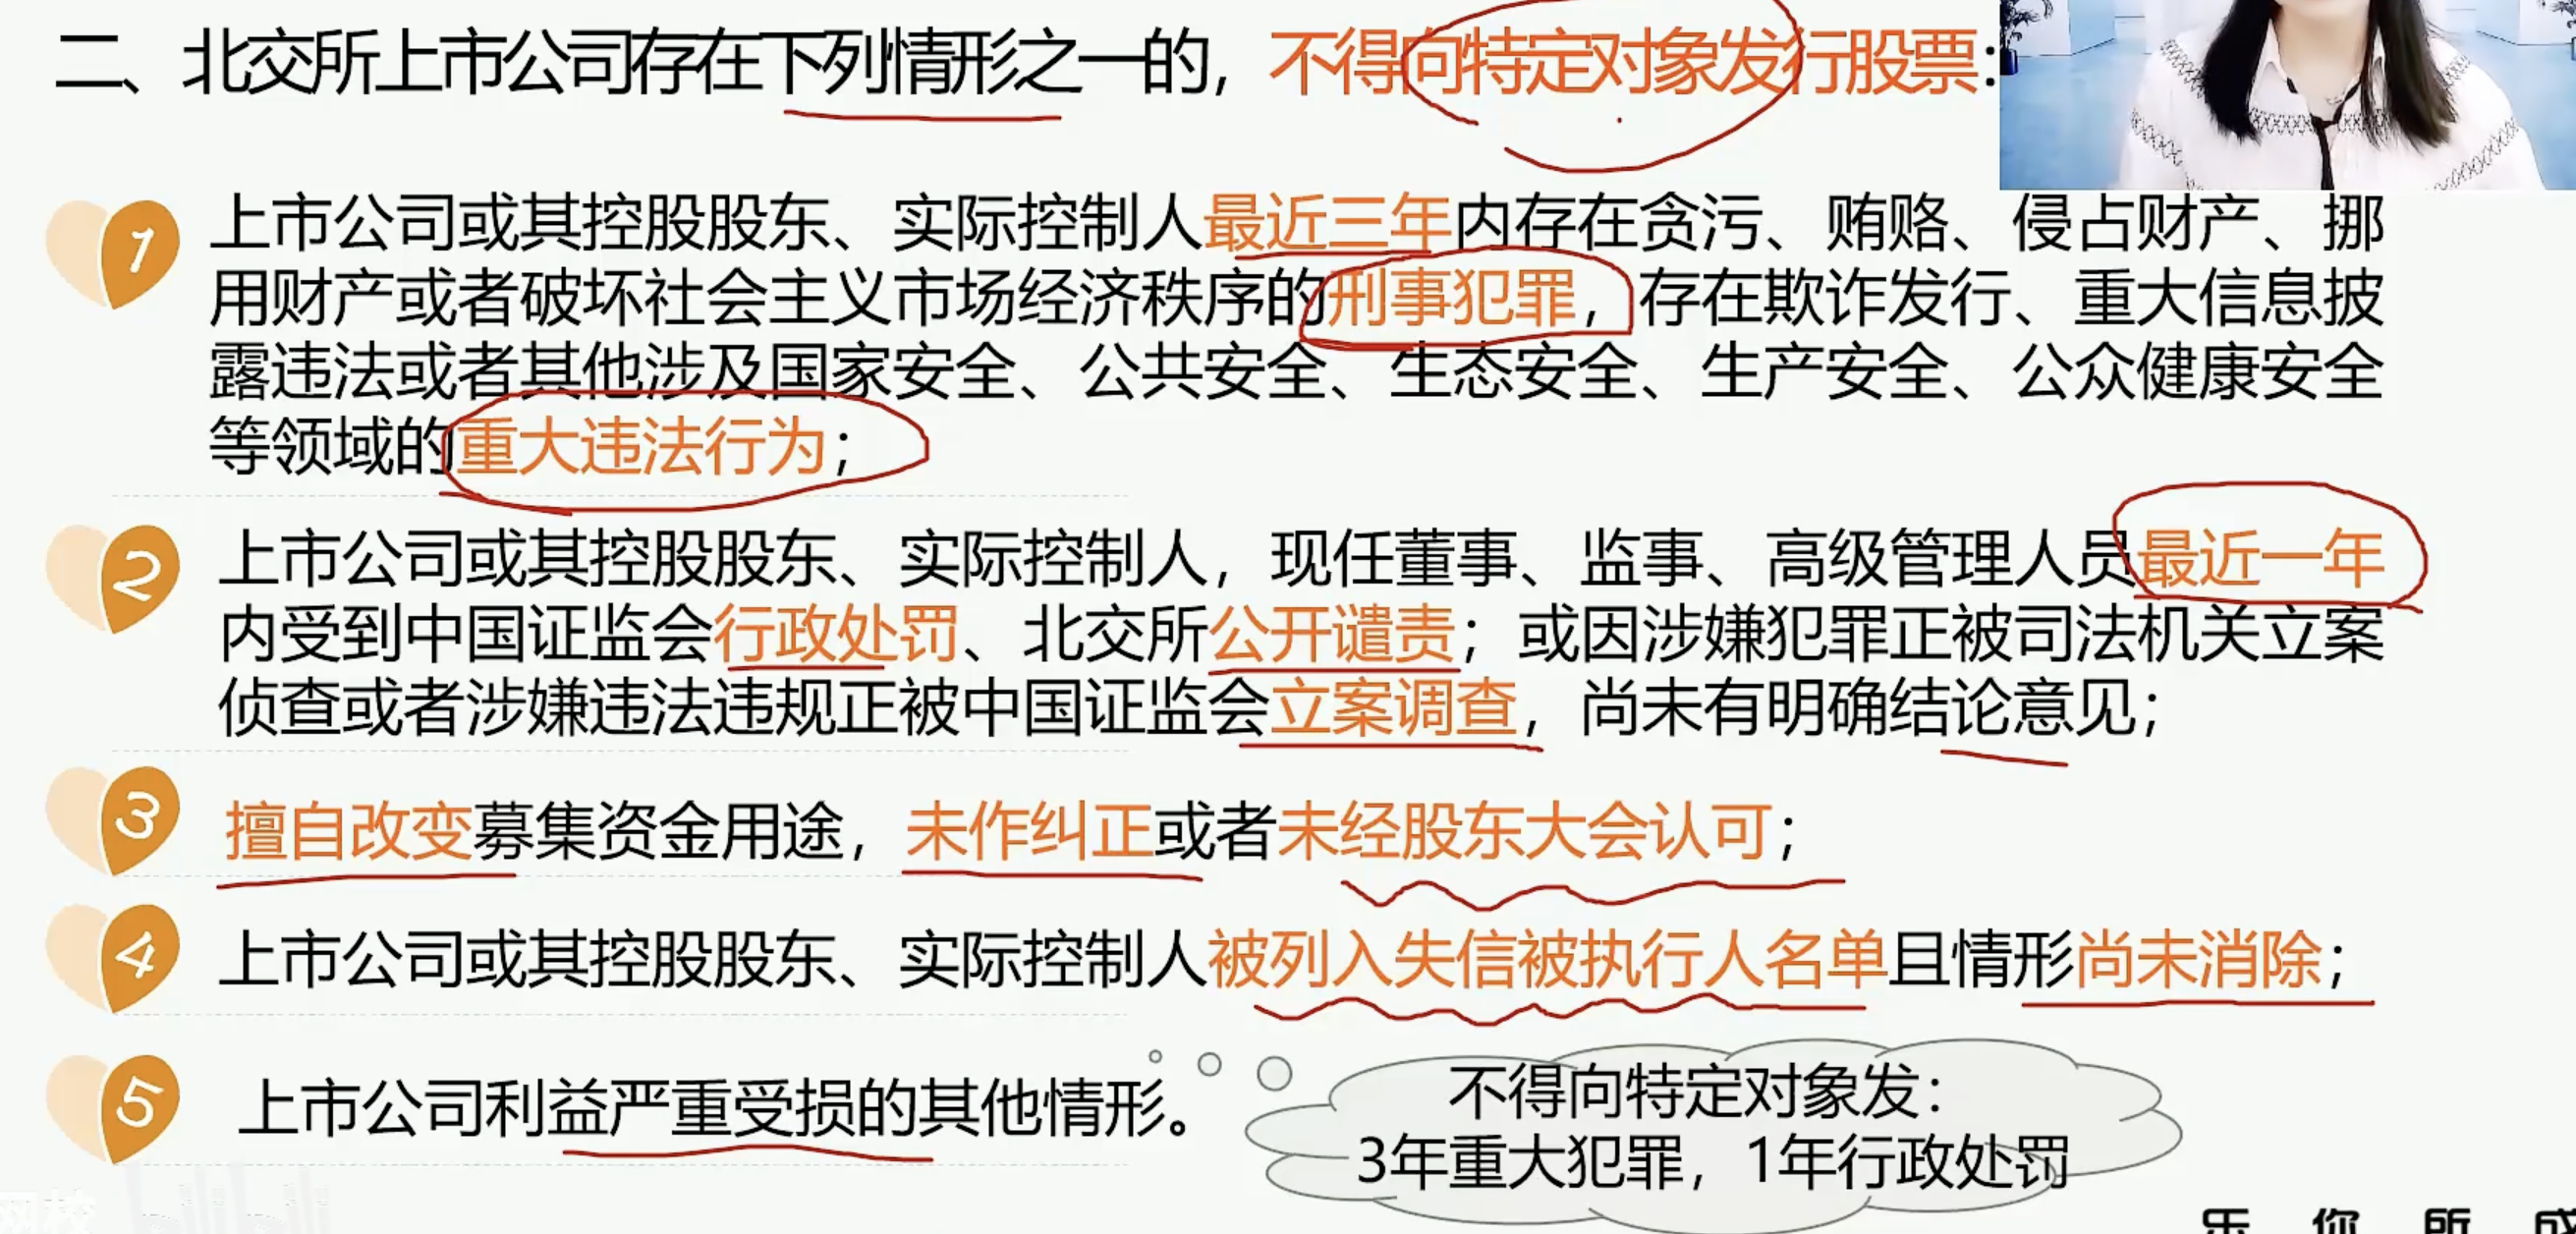 二、北交所上市公司存在下列情形之一的，不得向特定对象发行股票：
1
上市公司或其控股股东、实际控制人最近三年内存在贪污、贿赂、侵占财产、挪
用财产或者破坏社会主义市场经济秩序的刑事犯罪，存在欺诈发行、重大信息披
露违法或者其他涉及国家安全、公共安全、生态安全、生产安全、公众健康安全
等领域的重大违法行为；
2
上市公司或其控股股东、实际控制人，现任董事、监事、高级管理人员最近一年
内受到中国证监会行政处罚、北交所公开谴责；或因涉嫌犯罪正被司法机关立案
侦查或者涉嫌违法违规正被中国证监会立案调查，尚未有明确结论意见；
3
擅自改变募集资金用途，未作纠正或者未经股东大会认可；
4
上市公司或其控股股东、实际控制人被列入失信被执行人名单且情形尚未消除；
5
上市公司利益严重受损的其他情形。
不得向特定对象发：
3年重大犯罪，1年行政处罚
网校